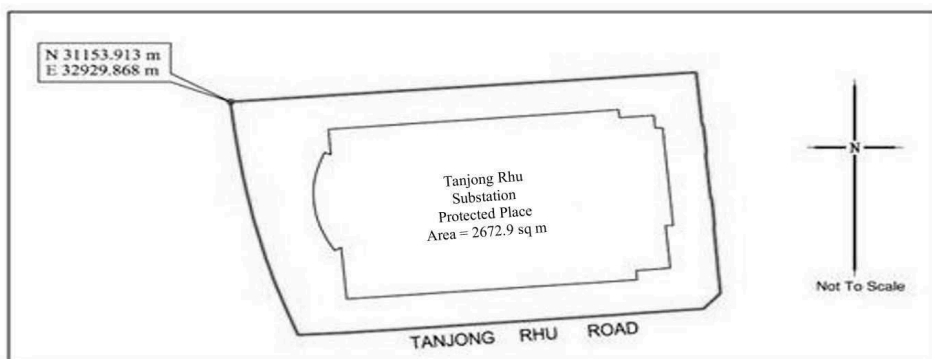 N 31153.913 m
E 32929.868 m
Tanjong Rhu
Substation
Protected Place
Area = 2672.9 sq m
N
Not To Scale
TANJONG RHU ROAD